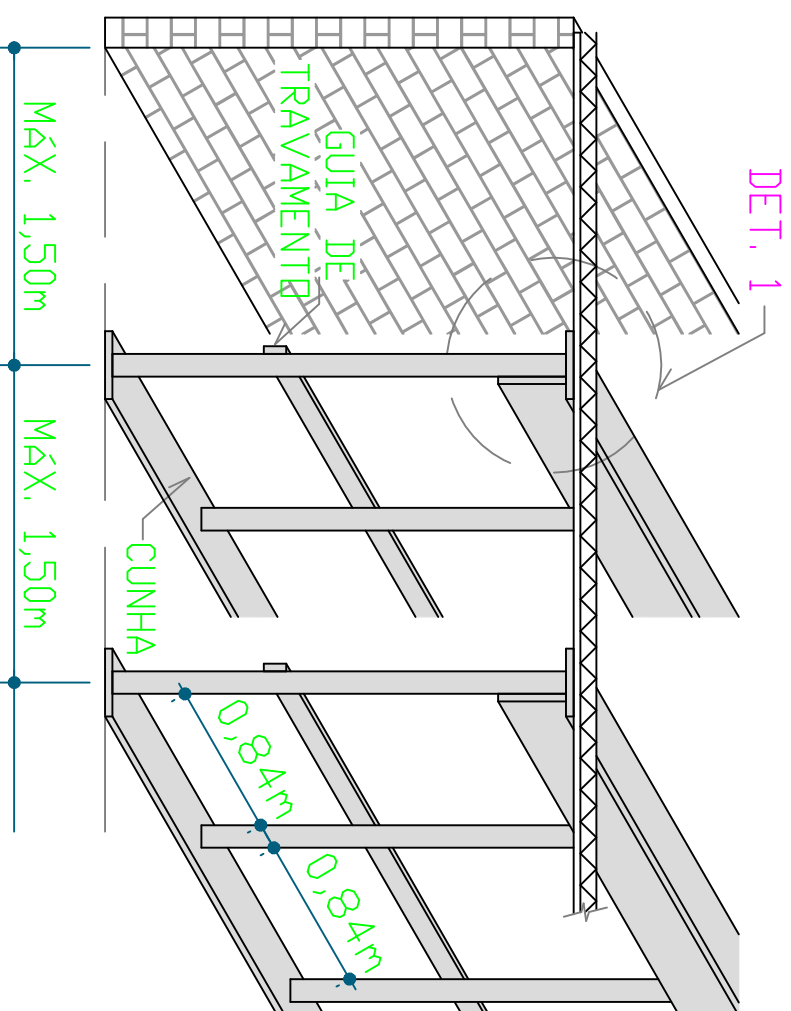 DET. 1
GUIA DE
TRAVAMENTO
MÁX. 1,50m
MÁX. 1,50m
CUNHA
0,84m
0,84m